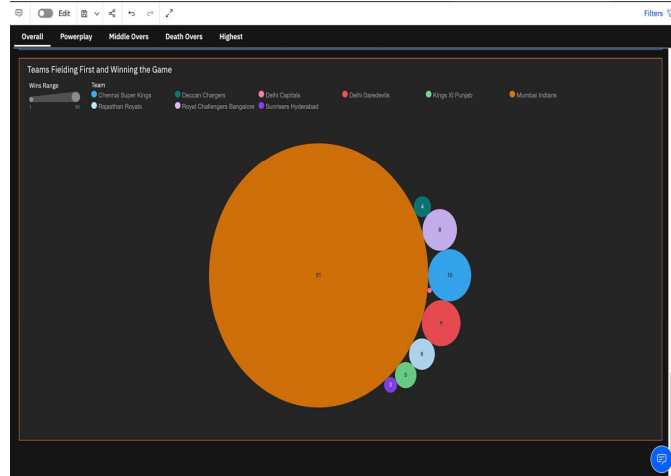 Edit
Filters
Overall Powerplay Middle Overs Death Overs Highest
Teams Fielding First and Winning the Game
Wins Range Team
Chennai Super Kings Deccan Chargers Delhi Capitals Delhi Daredevils Kings XI Punjab Mumbai Indians
1 51 Rajasthan Royals Royal Challengers Bangalore Sunrisers Hyderabad
4
8
51 10
6
5
3